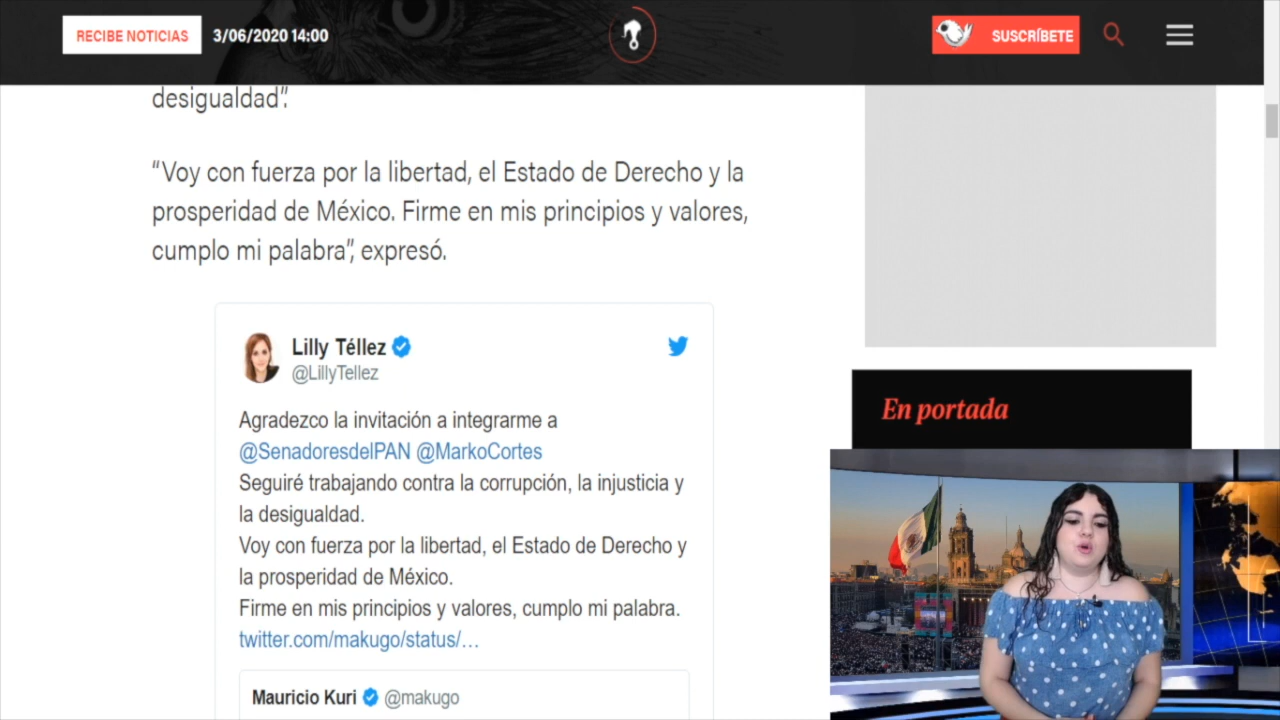 RECIBE NOTICIAS
3/06/2020 14:00
SUSCRÍBETE
desigualdad”.
“Voy con fuerza por la libertad, el Estado de Derecho y la
prosperidad de México. Firme en mis principios y valores,
cumplo mi palabra”, expresó.
Lilly Téllez
@LillyTellez
Agradezco la invitación a integrarme a
@SenadoresdelPAN @MarkoCortes
Seguiré trabajando contra la corrupción, la injusticia y
la desigualdad.
Voy con fuerza por la libertad, el Estado de Derecho y
la prosperidad de México.
Firme en mis principios y valores, cumplo mi palabra.
twitter.com/makugo/status/…
Mauricio Kuri @makugo
En portada